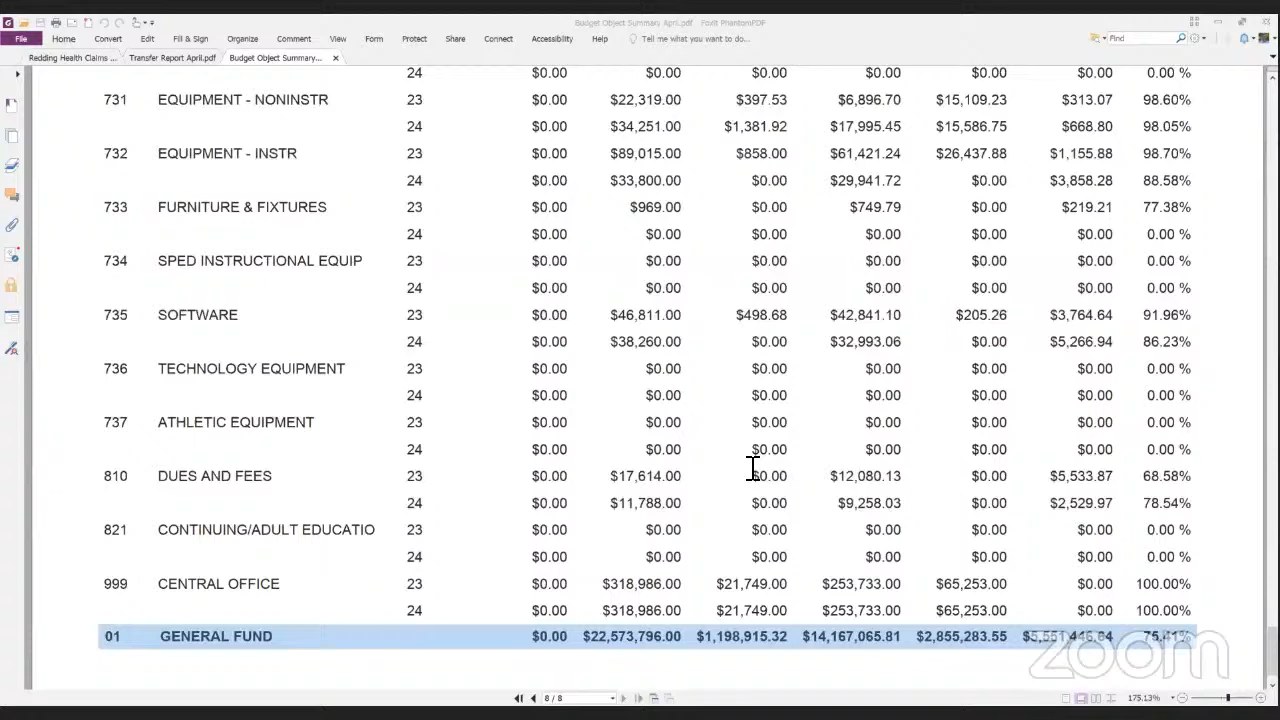 Budget Object Summary April.pdf - Foxit PhantomPDF
File Home Convert Edit Fill & Sign Organize Comment View Form Protect Share Connect Accessibility Help Tell me what you want to do... Find
Redding Health Claims ... Transfer Report April.pdf Budget Object Summary...
24 $0.00 $0.00 $0.00 $0.00 $0.00 $0.00 0.00 %
731 EQUIPMENT - NONINSTR 23 $0.00 $22,319.00 $397.53 $6,896.70 $15,109.23 $313.07 98.60%
24 $0.00 $34,251.00 $1,381.92 $17,995.45 $15,586.75 $668.80 98.05%
732 EQUIPMENT - INSTR 23 $0.00 $89,015.00 $858.00 $61,421.24 $26,437.88 $1,155.88 98.70%
24 $0.00 $33,800.00 $0.00 $29,941.72 $0.00 $3,858.28 88.58%
733 FURNITURE & FIXTURES 23 $0.00 $969.00 $0.00 $749.79 $0.00 $219.21 77.38%
24 $0.00 $0.00 $0.00 $0.00 $0.00 $0.00 0.00 %
734 SPED INSTRUCTIONAL EQUIP 23 $0.00 $0.00 $0.00 $0.00 $0.00 $0.00 0.00 %
24 $0.00 $0.00 $0.00 $0.00 $0.00 $0.00 0.00 %
735 SOFTWARE 23 $0.00 $46,811.00 $498.68 $42,841.10 $205.26 $3,764.64 91.96%
24 $0.00 $38,260.00 $0.00 $32,993.06 $0.00 $5,266.94 86.23%
736 TECHNOLOGY EQUIPMENT 23 $0.00 $0.00 $0.00 $0.00 $0.00 $0.00 0.00 %
24 $0.00 $0.00 $0.00 $0.00 $0.00 $0.00 0.00 %
737 ATHLETIC EQUIPMENT 23 $0.00 $0.00 $0.00 $0.00 $0.00 $0.00 0.00 %
24 $0.00 $0.00 $0.00 $0.00 $0.00 $0.00 0.00 %
810 DUES AND FEES 23 $0.00 $17,614.00 $0.00 $12,080.13 $0.00 $5,533.87 68.58%
24 $0.00 $11,788.00 $0.00 $9,258.03 $0.00 $2,529.97 78.54%
821 CONTINUING/ADULT EDUCATIO 23 $0.00 $0.00 $0.00 $0.00 $0.00 $0.00 0.00 %
24 $0.00 $0.00 $0.00 $0.00 $0.00 $0.00 0.00 %
999 CENTRAL OFFICE 23 $0.00 $318,986.00 $21,749.00 $253,733.00 $65,253.00 $0.00 100.00%
24 $0.00 $318,986.00 $21,749.00 $253,733.00 $65,253.00 $0.00 100.00%
01 GENERAL FUND $0.00 $22,573,796.00 $1,198,915.32 $14,167,065.81 $2,855,283.55 $5,551,446.64 75.41%
zoom
8 / 8 175.13%